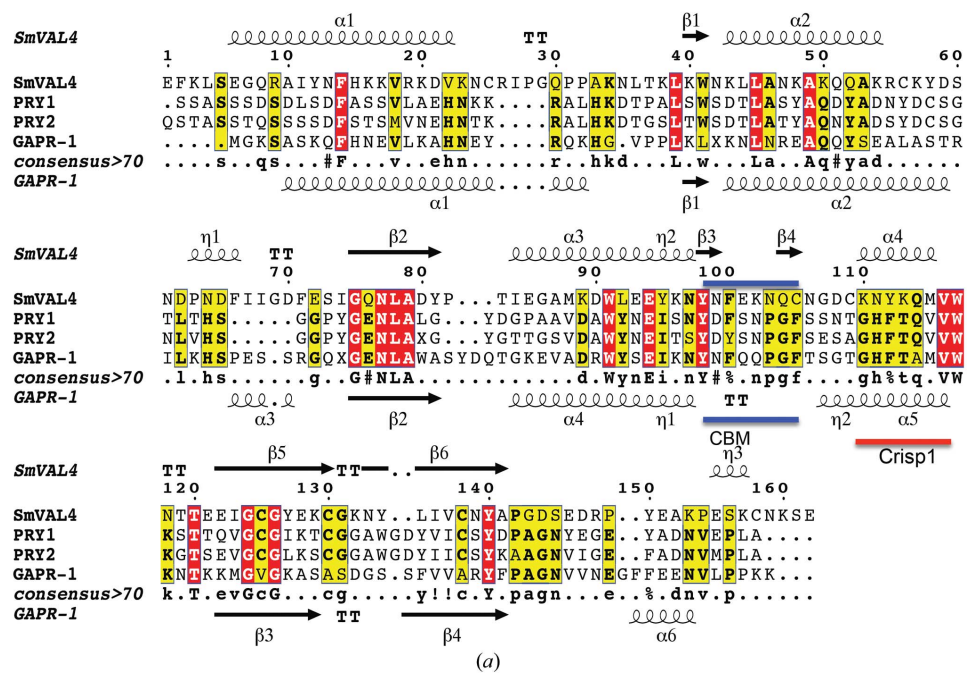 α1 β1 α2
SmVAL4 TT
1 10 20 30 40 50 60
SmVAL4 EFKLSEGQRAIYNFHKKVRKDVKNCRIPGQPPAKNLTKLKWNKLLANKAKQQAKRCKYDS
PRY1 .SSASSSDSDLSDFASSVLAEHNKK....RALHKDTPALSWSDTLASYAQDYADNYDCSG
PRY2 QSTASSTQSSSSDFSTSMVNEHNTK....RALHKDTGSLTWSDTLATYAQNYADSYDCSG
GAPR-1 ....MGKSASKQFHNEVLKAHNEY....RQKHG.VPPLKLXKNLNREAQQYSEALASTR
consensus>70 ....s...qs...#F...v..ehn......r..hkd....L.w...La..Aq#yad.....
GAPR-1 α1 .... β1 α2
η1 β2 α3 η2 β3 β4 α4
SmVAL4 TT
70 80 90 100 110
SmVAL4 NDPNDFIIGDFESIGQNLADYP...TIEGAMKDWLEEYKNYNFEKNQCNGDCKNYKQMVW
PRY1 .NLTHS.....GGPYGENLALG..YDGPAAVDAWYNEISNYDFSNPGFSSNTGHFTQVVW
PRY2 .NLVHS.....GGPYGENLALG..YGTTGSVDAWYNEITSYDYSNPGFSESAGHFTQVVW
GAPR-1 ILKHSPES.SRGQXGENLAWASYDQTGKEVADRWYSEIKNYNFQQPGFTSGTGHFTAMVW
consensus>70 .l.hs.......g..G#NLA..........d.WynEi.nY#%.npgf....gh%tq.VW
GAPR-1 TT
α3 β2 α4 η1 CBM η2 α5
Crisp1
β5 β6 η3
SmVAL4 TT TT ..
120 130 140 150 160
SmVAL4 NTTEEIGCGYEKCGKNY..LIVCNYAPGDSEDRP..YEAKPESKCNKSE
PRY1 KSTTQVGCGIKTCGGAWGDYVICSYDPAGNYEGE..YADNVEPLA....
PRY2 KGTSEVGCGLKSCGGAWGDYIICSYKAAGNVIGE..FADNVMPLA....
GAPR-1 KNTKKMGVGKASASDGS.SFVVARYFPAGNVVNEGFFEENVLPPKK...
consensus>70 k.T.evGcG...cg.....y!!c.Y.pagn...e..%.dnv.p......
GAPR-1 TT
β3 β4 α6
(a)